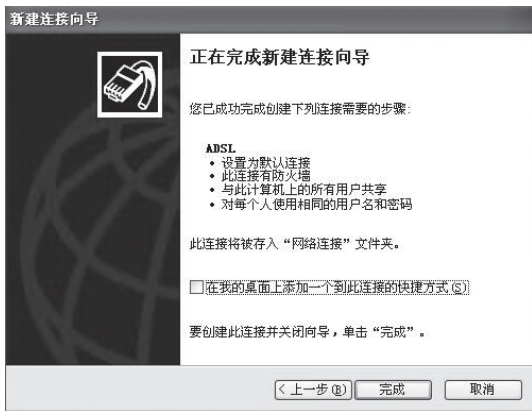 新建连接向导
正在完成新建连接向导
您已成功完成创建下列连接需要的步骤:
ADSL
• 设置为默认连接
• 此连接有防火墙
• 与此计算机上的所有用户共享
• 对每个人使用相同的用户名和密码
此连接将被存入“网络连接”文件夹。
在我的桌面上添加一个到此连接的快捷方式(S)
要创建此连接并关闭向导，单击“完成”。
<上一步(B) 完成 取消